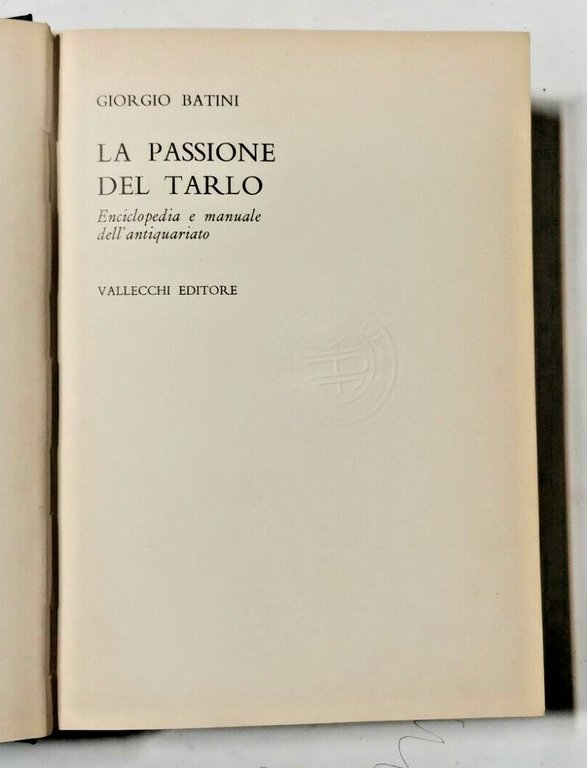 GIORGIO BATINI
LA PASSIONE
DEL TARLO
Enciclopedia e manuale
dell'antiquariato
VALLECCHI EDITORE